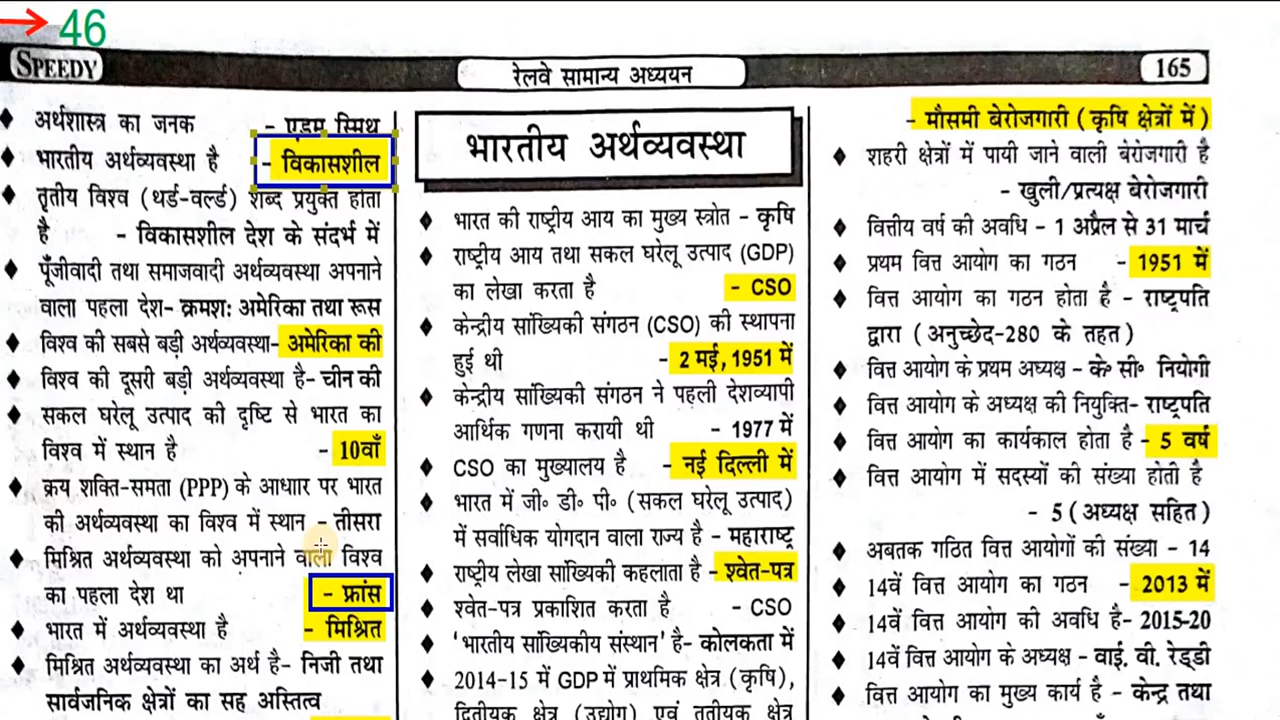 46
SPEEDY
रेलवे सामान्य अध्ययन
165
♦ अर्थशास्त्र का जनक - एडम स्मिथ
♦ भारतीय अर्थव्यवस्था है - विकासशील
♦ तृतीय विश्व (थर्ड-वर्ल्ड) शब्द प्रयुक्त होता
है - विकासशील देश के संदर्भ में
♦ पूँजीवादी तथा समाजवादी अर्थव्यवस्था अपनाने
वाला पहला देश- क्रमश: अमेरिका तथा रूस
♦ विश्व की सबसे बड़ी अर्थव्यवस्था- अमेरिका की
♦ विश्व की दूसरी बड़ी अर्थव्यवस्था है- चीन की
♦ सकल घरेलू उत्पाद की दृष्टि से भारत का
विश्व में स्थान है - 10वाँ
♦ क्रय शक्ति-समता (PPP) के आधाार पर भारत
की अर्थव्यवस्था का विश्व में स्थान - तीसरा
♦ मिश्रित अर्थव्यवस्था को अपनाने वाला विश्व
का पहला देश था - फ्रांस
♦ भारत में अर्थव्यवस्था है - मिश्रित
♦ मिश्रित अर्थव्यवस्था का अर्थ है- निजी तथा
सार्वजनिक क्षेत्रों का सह अस्तित्व
भारतीय अर्थव्यवस्था
♦ भारत की राष्ट्रीय आय का मुख्य स्त्रोत - कृषि
♦ राष्ट्रीय आय तथा सकल घरेलू उत्पाद (GDP)
का लेखा करता है - CSO
♦ केन्द्रीय सांख्यिकी संगठन (CSO) की स्थापना
हुई थी - 2 मई, 1951 में
♦ केन्द्रीय सांख्यिकी संगठन ने पहली देशव्यापी
आर्थिक गणना करायी थी - 1977 में
♦ CSO का मुख्यालय है - नई दिल्ली में
♦ भारत में जी॰ डी॰ पी॰ (सकल घरेलू उत्पाद)
में सर्वाधिक योगदान वाला राज्य है - महाराष्ट्र
♦ राष्ट्रीय लेखा सांख्यिकी कहलाता है - श्वेत-पत्र
♦ श्वेत-पत्र प्रकाशित करता है - CSO
♦ 'भारतीय सांख्यिकीय संस्थान' है- कोलकता में
♦ 2014-15 में GDP में प्राथमिक क्षेत्र (कृषि),
द्वितीयक क्षेत्र (उद्योग) एवं तृतीयक क्षेत्र
- मौसमी बेरोजगारी (कृषि क्षेत्रों में)
♦ शहरी क्षेत्रों में पायी जाने वाली बेरोजगारी है
- खुली/प्रत्यक्ष बेरोजगारी
♦ वित्तीय वर्ष की अवधि - 1 अप्रैल से 31 मार्च
♦ प्रथम वित्त आयोग का गठन - 1951 में
♦ वित्त आयोग का गठन होता है - राष्ट्रपति
द्वारा (अनुच्छेद-280 के तहत)
♦ वित्त आयोग के प्रथम अध्यक्ष - के॰ सी॰ नियोगी
♦ वित्त आयोग के अध्यक्ष की नियुक्ति- राष्ट्रपति
♦ वित्त आयोग का कार्यकाल होता है - 5 वर्ष
♦ वित्त आयोग में सदस्यों की संख्या होती है
- 5 (अध्यक्ष सहित)
♦ अबतक गठित वित्त आयोगों की संख्या - 14
♦ 14वें वित्त आयोग का गठन - 2013 में
♦ 14वें वित्त आयोग की अवधि है- 2015-20
♦ 14वें वित्त आयोग के अध्यक्ष - वाई. वी. रेड्डी
♦ वित्त आयोग का मुख्य कार्य है - केन्द्र तथा